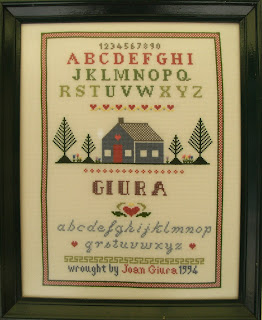 1234567890
ABCDEFGHI
JKLMNOPQ
RSTUVWXYZ
GIURA
abcdefghijklmnop
qrstuvwxyz
wrought by Joan Giura 1994